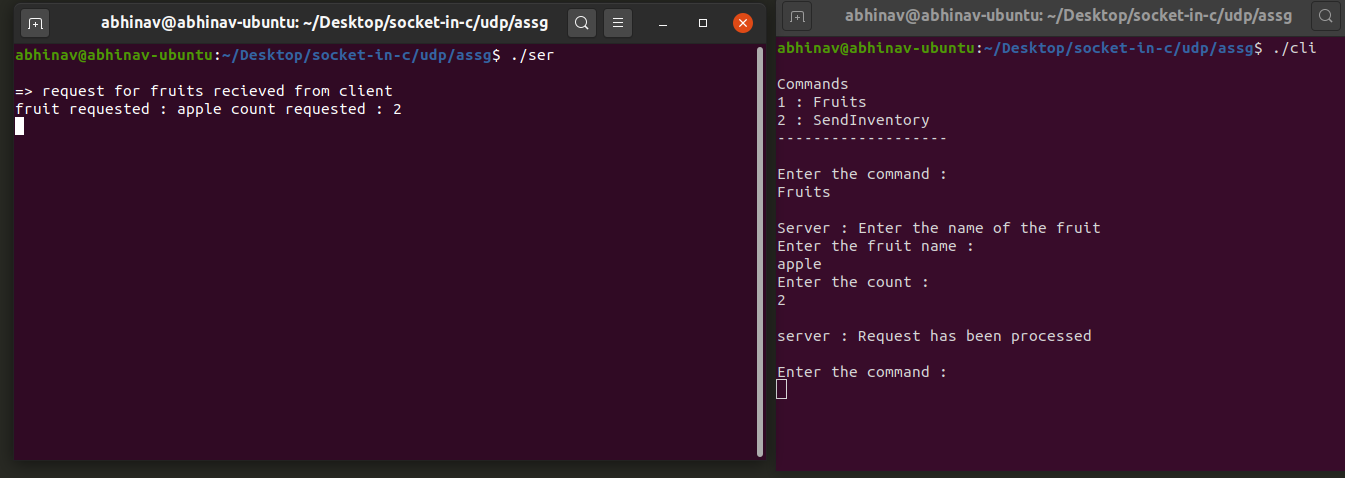 abhinav@abhinav-ubuntu: ~/Desktop/socket-in-c/udp/assg
abhinav@abhinav-ubuntu:~/Desktop/socket-in-c/udp/assg$ ./ser
=> request for fruits recieved from client
fruit requested : apple count requested : 2
abhinav@abhinav-ubuntu: ~/Desktop/socket-in-c/udp/assg
abhinav@abhinav-ubuntu:~/Desktop/socket-in-c/udp/assg$ ./cli
Commands
1 : Fruits
2 : SendInventory
-------------------
Enter the command :
Fruits
Server : Enter the name of the fruit
Enter the fruit name :
apple
Enter the count :
2
server : Request has been processed
Enter the command :